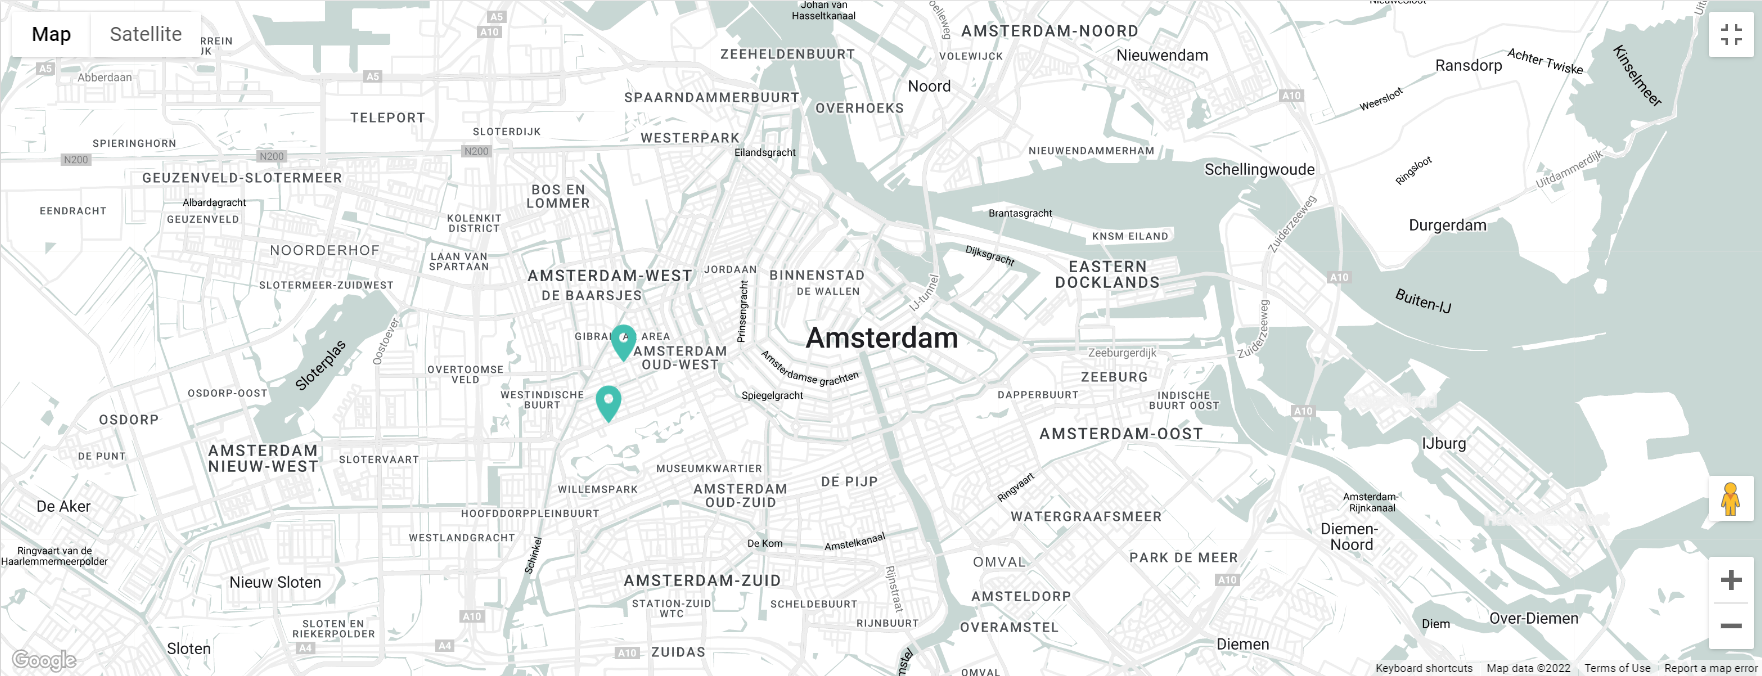 Map
Satellite
Johan van
Hasseltkanaal
AMSTERDAM-NOORD
Nieuwendam
VOLEWIJCK
ZEEHELDENBUURT
Noord
Ransdorp
Achter Twiske
Kinselmeer
Weersloot
A10
A5
A5
Abberdaan
SPAARNDAMMERBUURT
OVERHOEKS
A10
TELEPORT
SLOTERDIJK
WESTERPARK
SPIERINGHORN
N200
N200
N200
Eilandsgracht
NIEUWENDAMMERHAM
Schellingwoude
Ringsloot
Uitdammerdijk
GEUZENVELD-SLOTERMEER
BOS EN
LOMMER
Albardagracht
EENDRACHT
GEUZENVELD
KOLENKIT
DISTRICT
Brantasgracht
Zuiderzeeweg
Durgerdam
KNSM EILAND
NOORDERHOF
LAAN VAN
SPARTAAN
Dijksgracht
AMSTERDAM-WEST
JORDAAN
BINNENSTAD
EASTERN
DOCKLANDS
A10
SLOTERMEER-ZUIDWEST
DE BAARSJES
DE WALLEN
Prinsengracht
IJ-tunnel
Buiten-IJ
Oostoever
GIBRA
AREA
Amsterdam
Zuiderzeeweg
Sloterplas
AMSTERDAM
OUD-WEST
Zeeburgerdijk
OVERTOOMSE
VELD
Amsterdamse grachten
ZEEBURG
OSDORP-OOST
WESTINDISCHE
BUURT
Spiegelgracht
DAPPERBUURT
INDISCHE
BUURT OOST
OSDORP
A10
AMSTERDAM
NIEUW-WEST
AMSTERDAM-OOST
IJburg
DE PUNT
SLOTERVAART
MUSEUMKWARTIER
WILLEMSPARK
AMSTERDAM
OUD-ZUID
DE PIJP
Ringvaart
De Aker
Amsterdam-
Rijnkanaal
HOOFDDORPPLEINBUURT
WATERGRAAFSMEER
Diemen-
Noord
WESTLANDGRACHT
Schinkel
De Kom
Amstelkanaal
Ringvaart van de
Haarlemmermeerpolder
OMVAL
PARK DE MEER
Nieuw Sloten
AMSTERDAM-ZUID
Rijnstraat
A10
AMSTELDORP
STATION-ZUID
WTC
SCHELDEBUURT
A10
RIJNBUURT
OVERAMSTEL
Diem
Over-Diemen
SLOTEN EN
RIEKERPOLDER
Sloten
A4
A4
A10
ZUIDAS
Diemen
OMVAL
Google
Keyboard shortcuts
Map data ©2022
Terms of Use
Report a map error